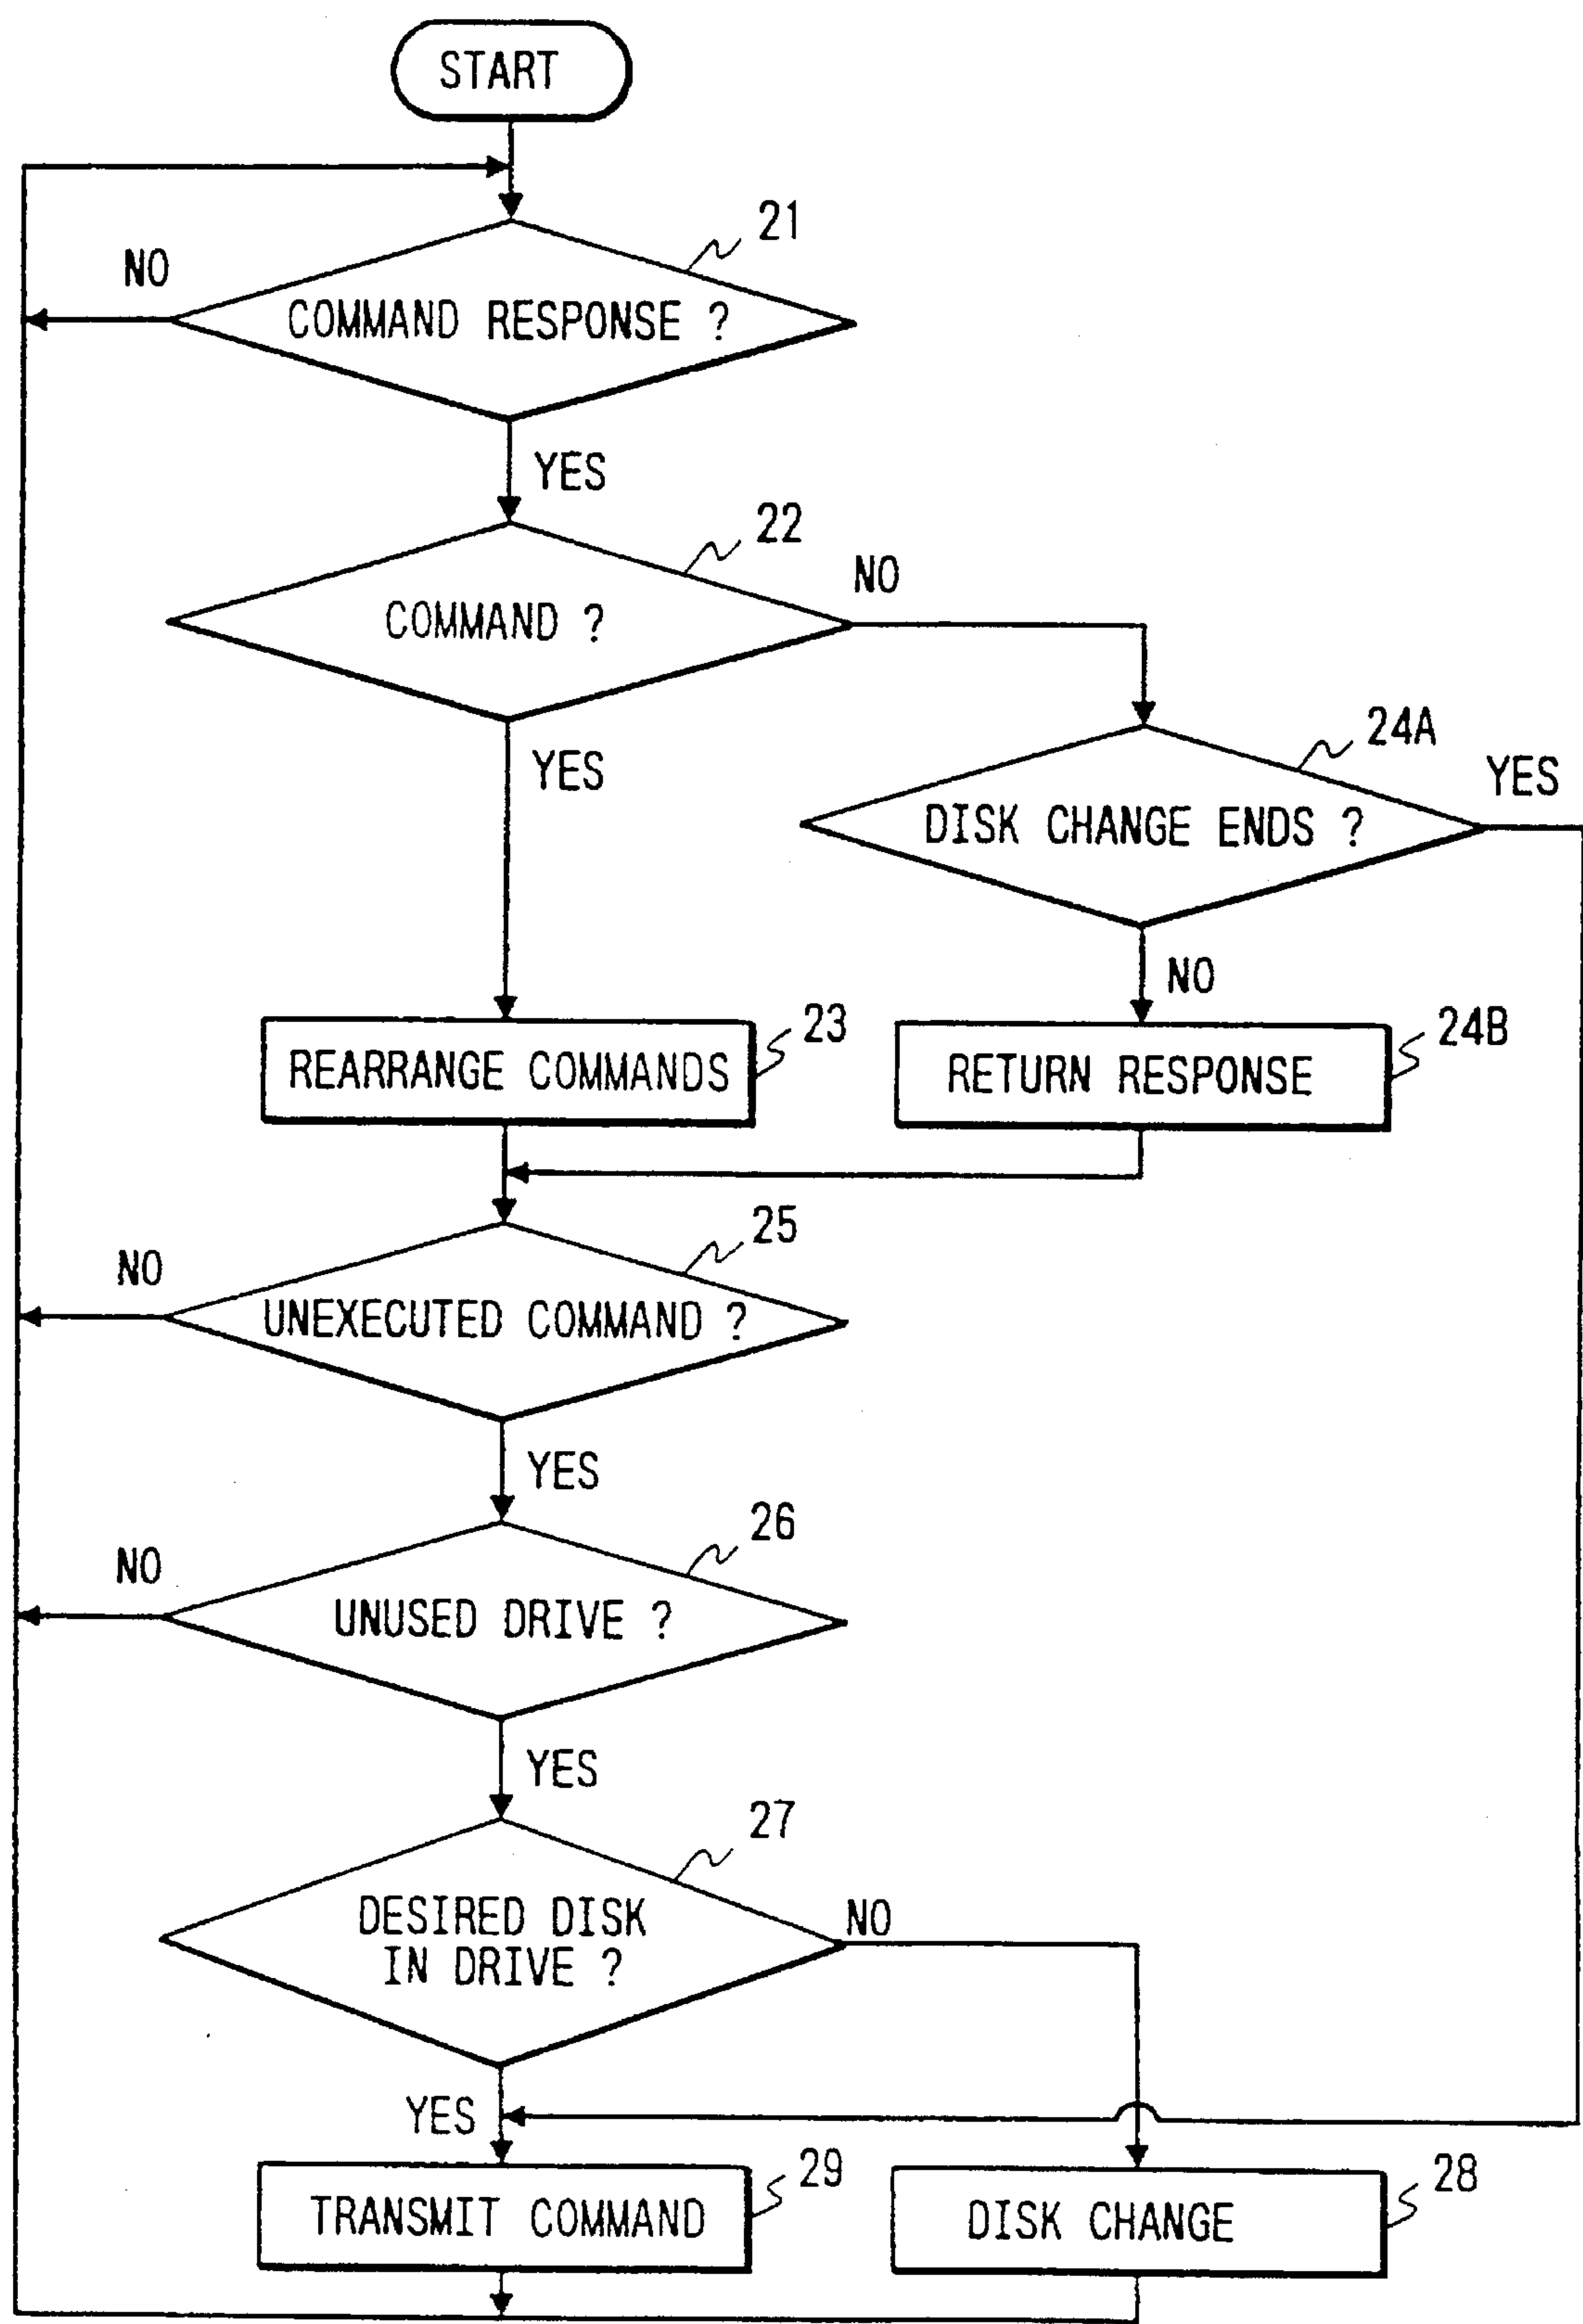 START
21
NO
COMMAND RESPONSE ?
YES
22
NO
COMMAND ?
YES
24A
YES
DISK CHANGE ENDS ?
NO
23
REARRANGE COMMANDS
24B
RETURN RESPONSE
25
NO
UNEXECUTED COMMAND ?
YES
26
NO
UNUSED DRIVE ?
YES
27
DESIRED DISK
IN DRIVE ?
NO
YES
29
TRANSMIT COMMAND
28
DISK CHANGE